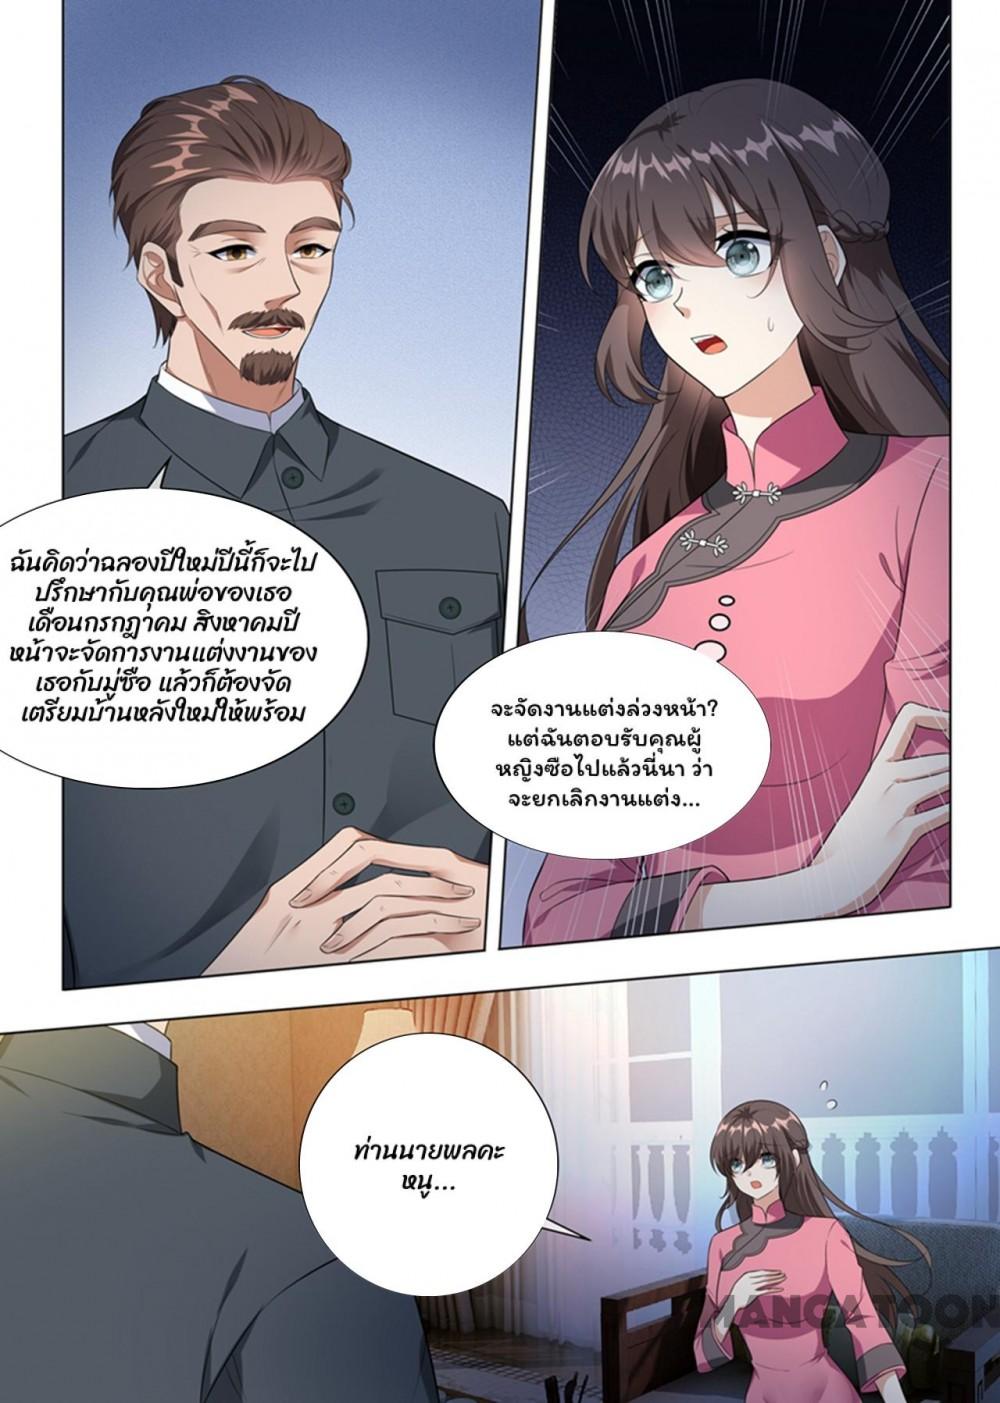 ฉันคิดว่าฉลองปีใหม่ปีนี้ก็จะไป
ปรึกษากับคุณพ่อของเธอ
เดือนกรกฎาคม สิงหาคมปี
หน้าจะจัดการงานแต่งงานของ
เธอกับมู่ซือ แล้วก็ต้องจัด
เตรียมบ้านหลังใหม่ให้พร้อม
จะจัดงานแต่งล่วงหน้า?
แต่ฉันตอบรับคุณผู้
หญิงซือไปแล้วนี่นา ว่า
จะยกเลิกงานแต่ง...
ท่านนายพลคะ
หนู...
MANGATOON